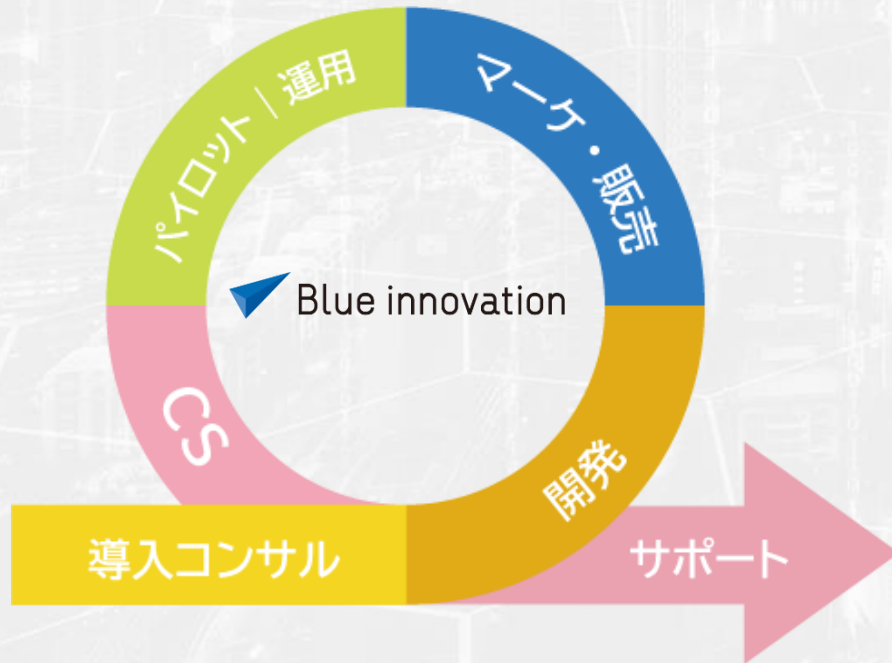 パイロット｜運用
マーケ・販売
Blue innovation
CS
開発
導入コンサル
サポート